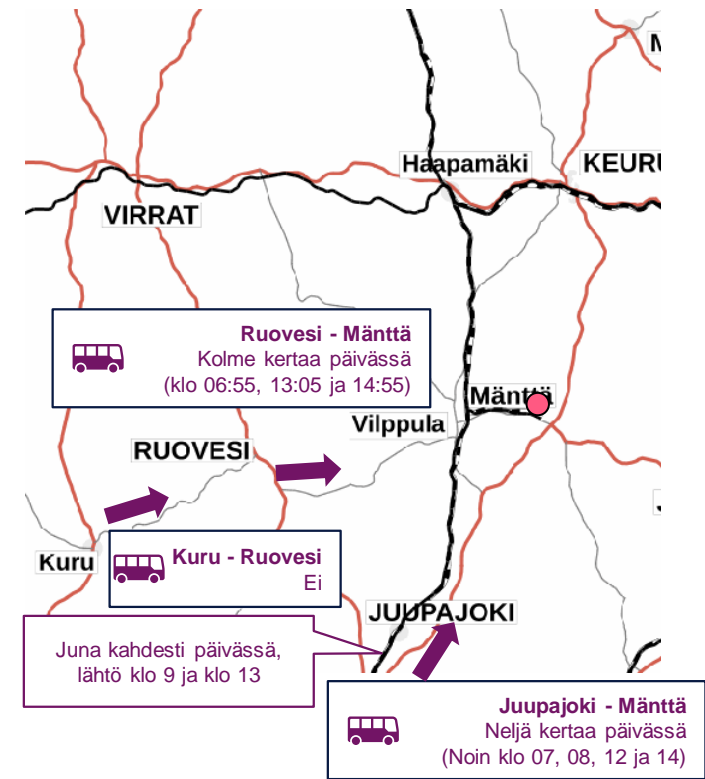 M
Haapamäki
KEURU
VIRRAT
Ruovesi - Mänttä
Kolme kertaa päivässä
(klo 06:55, 13:05 ja 14:55)
Mänttä
Vilppula
RUOVESI
Kuru - Ruovesi
Ei
Kuru
JUUPAJOKI
Juna kahdesti päivässä,
lähtö klo 9 ja klo 13
Juupajoki - Mänttä
Neljä kertaa päivässä
(Noin klo 07, 08, 12 ja 14)